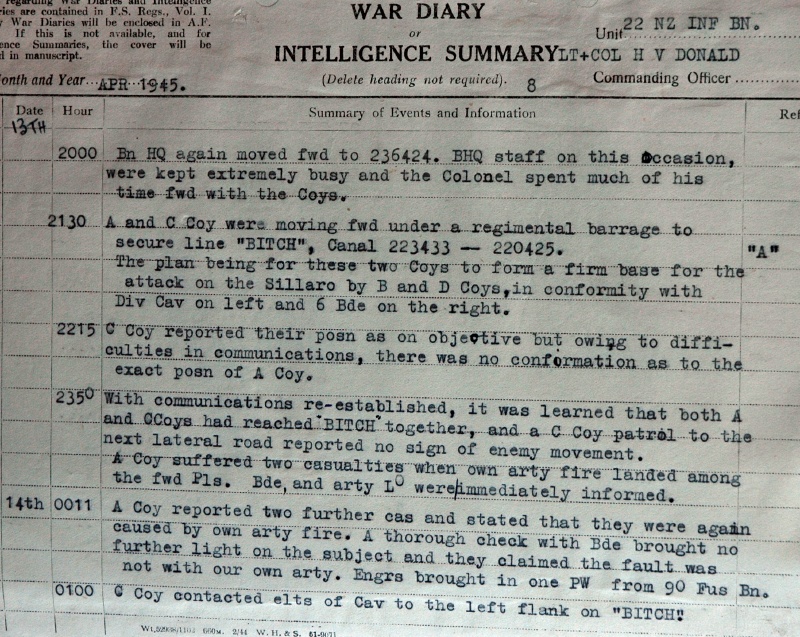 regarding War Diaries and Intelligence
ries are contained in F.S. Regs., Vol. I.
y War Diaries will be enclosed in A.F.
If this is not available, and for
ence Summaries, the cover will be
d in manuscript.
WAR DIARY
or
INTELLIGENCE SUMMARY
(Delete heading not required).
8
Unit 22 NZ INF BN.
LT+COL H V DONALD
Commanding Officer
onth and Year APR 1945.
Date Hour Summary of Events and Information Ref
13TH
2000 Bn HQ again moved fwd to 236424. BHQ staff on this Occasion,
were kept extremely busy and the Colonel spent much of his
time fwd with the Coys.
2130 A and C Coy were moving fwd under a regimental barrage to
secure line "BITCH", Canal 223433 — 220425. "A"
The plan being for these two Coys to form a firm base for the
attack on the Sillaro by B and D Coys, in conformity with
Div Cav on left and 6 Bde on the right.
2215 C Coy reported their posn as on objective but owing to diffi-
culties in communications, there was no conformation as to the
exact posn of A Coy.
2350 With communications re-established, it was learned that both A
and CCoys had reached "BITCH" together, and a C Coy patrol to the
next lateral road reported no sign of enemy movement.
A Coy suffered two casualties when own arty fire landed among
the fwd Pls. Bde, and arty LO were immediately informed.
14th 0011 A Coy reported two further cas and stated that they were again
caused by own arty fire. A thorough check with Bde brought no
further light on the subject and they claimed the fault was
not with our own arty. Engrs brought in one PW from 90 Fus Bn.
0100 C Coy contacted elts of Cav to the left flank on "BITCH"
660M. 2/44 W. H. & S. 51-9071